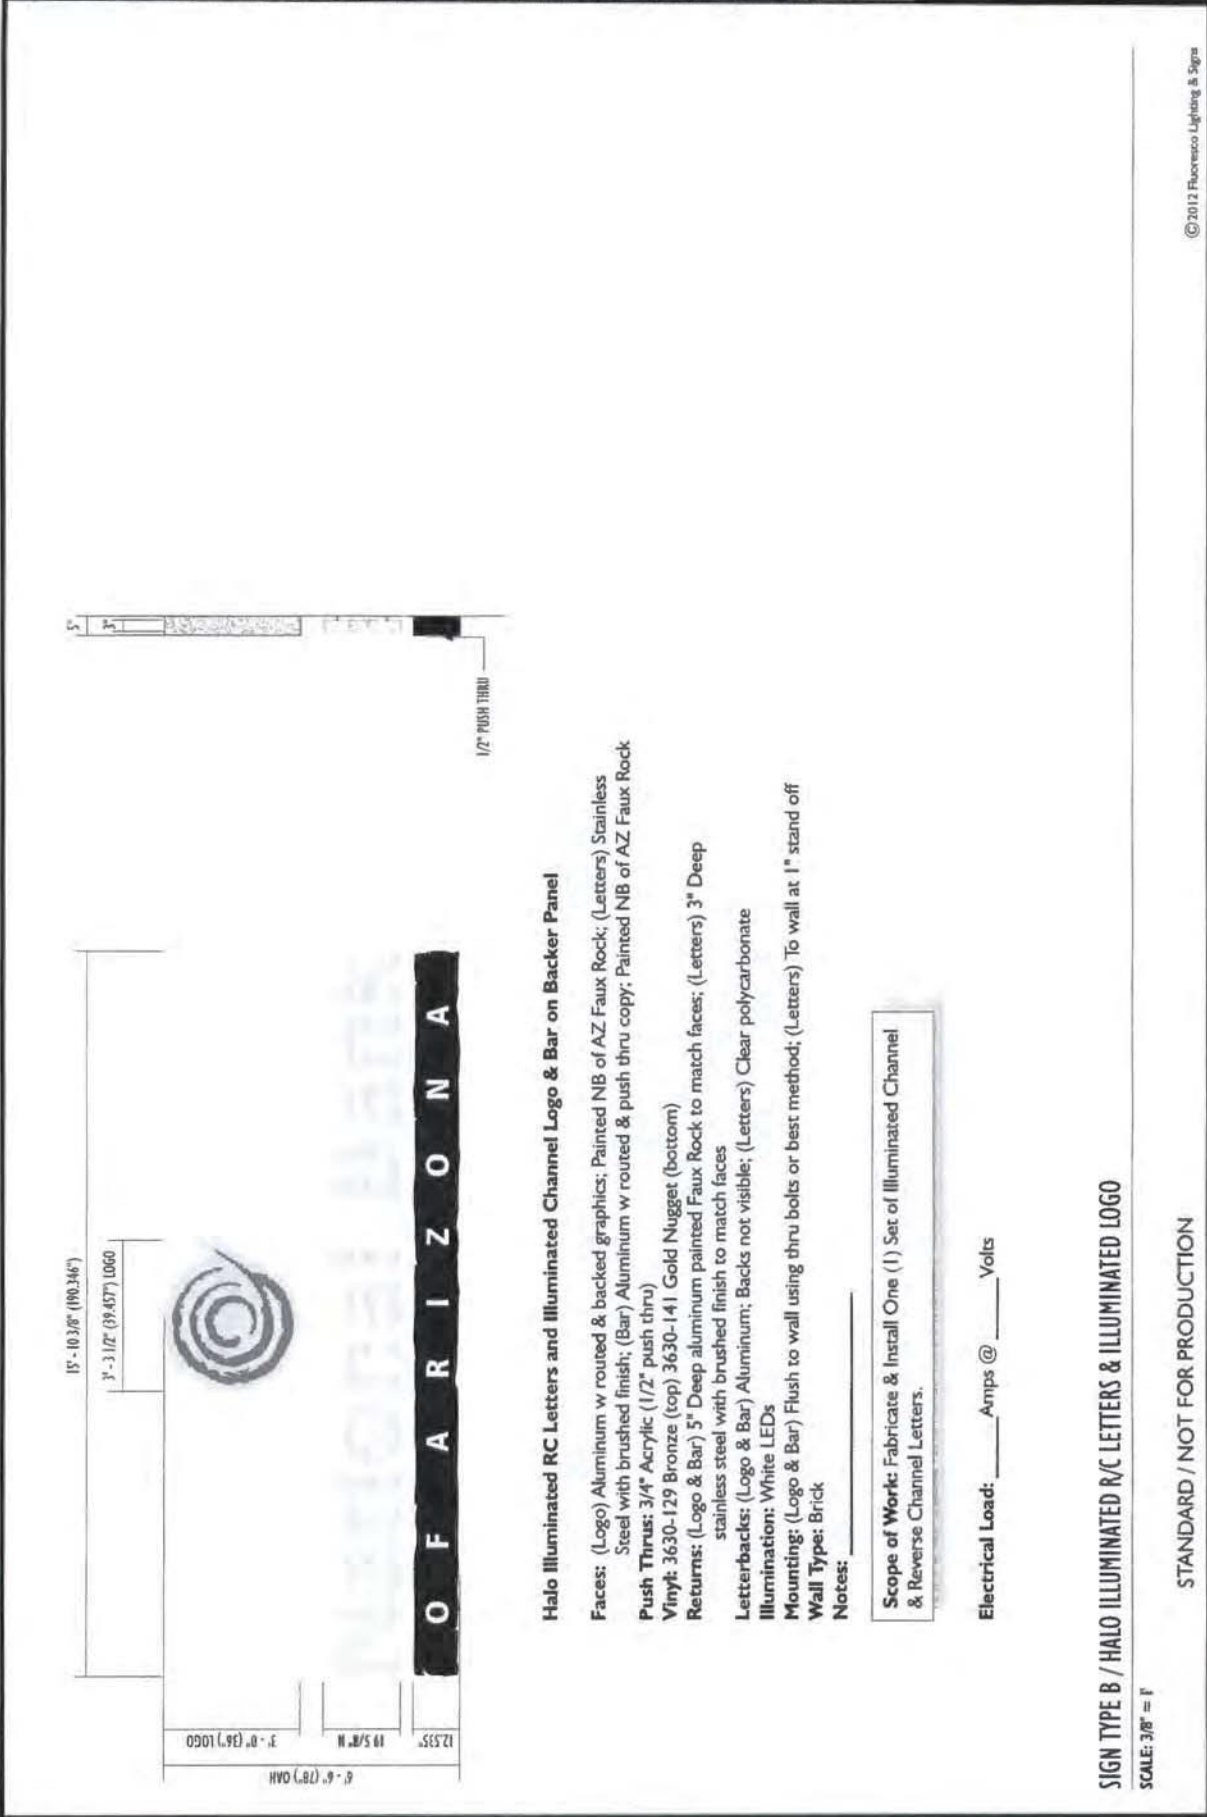 15' - 10 3/8" (190.346")
3' - 3 1/2" (39.457") LOGO
5"
3"
6' - 6" (78") OAH
3' - 0" (36") LOGO
19 5/8" N
12.535"
OF ARIZONA
1/2" PUSH THRU
Halo Illuminated RC Letters and Illuminated Channel Logo & Bar on Backer Panel
Faces: (Logo) Aluminum w routed & backed graphics; Painted NB of AZ Faux Rock; (Letters) Stainless
Steel with brushed finish; (Bar) Aluminum w routed & push thru copy; Painted NB of AZ Faux Rock
Push Thrus: 3/4" Acrylic (1/2" push thru)
Vinyl: 3630-129 Bronze (top) 3630-141 Gold Nugget (bottom)
Returns: (Logo & Bar) 5" Deep aluminum painted Faux Rock to match faces; (Letters) 3" Deep
stainless steel with brushed finish to match faces
Letterbacks: (Logo & Bar) Aluminum; Backs not visible; (Letters) Clear polycarbonate
Illumination: White LEDs
Mounting: (Logo & Bar) Flush to wall using thru bolts or best method; (Letters) To wall at 1" stand off
Wall Type: Brick
Notes:
Scope of Work: Fabricate & Install One (1) Set of Illuminated Channel
& Reverse Channel Letters.
Electrical Load: ____ Amps @ ____ Volts
SIGN TYPE B / HALO ILLUMINATED R/C LETTERS & ILLUMINATED LOGO
SCALE: 3/8" = 1'
STANDARD / NOT FOR PRODUCTION
©2012 Fluoresco Lighting & Signs